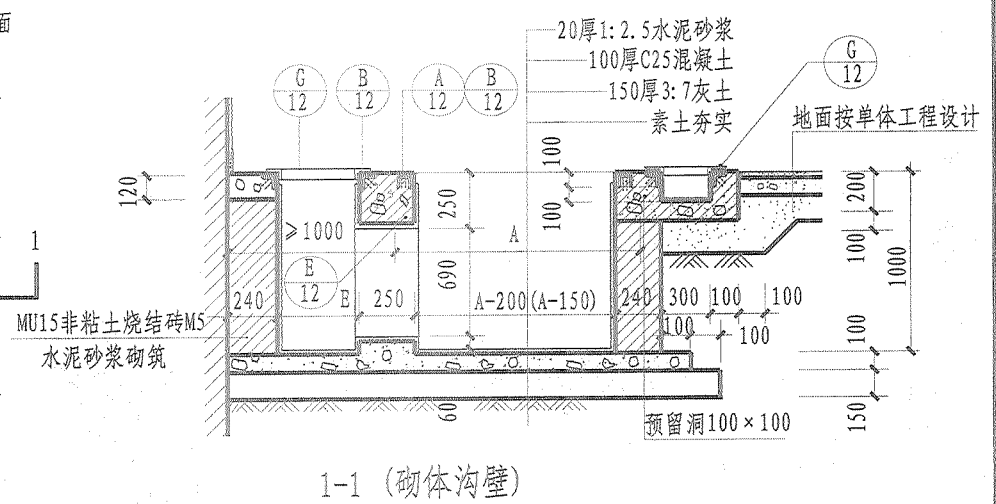 面
20厚1:2.5水泥砂浆
100厚C25混凝土
150厚3:7灰土
素土夯实
G
12
B
12
A
12
B
12
G
12
地面按单体工程设计
120
≥1000
E
12
E
240
250
250
690
60
100
100
A
A-200(A-150)
240
300
100
100
100
100
200
100
1000
100
150
1
MU15非粘土烧结砖M5
水泥砂浆砌筑
预留洞100×100
1-1 (砌体沟壁)